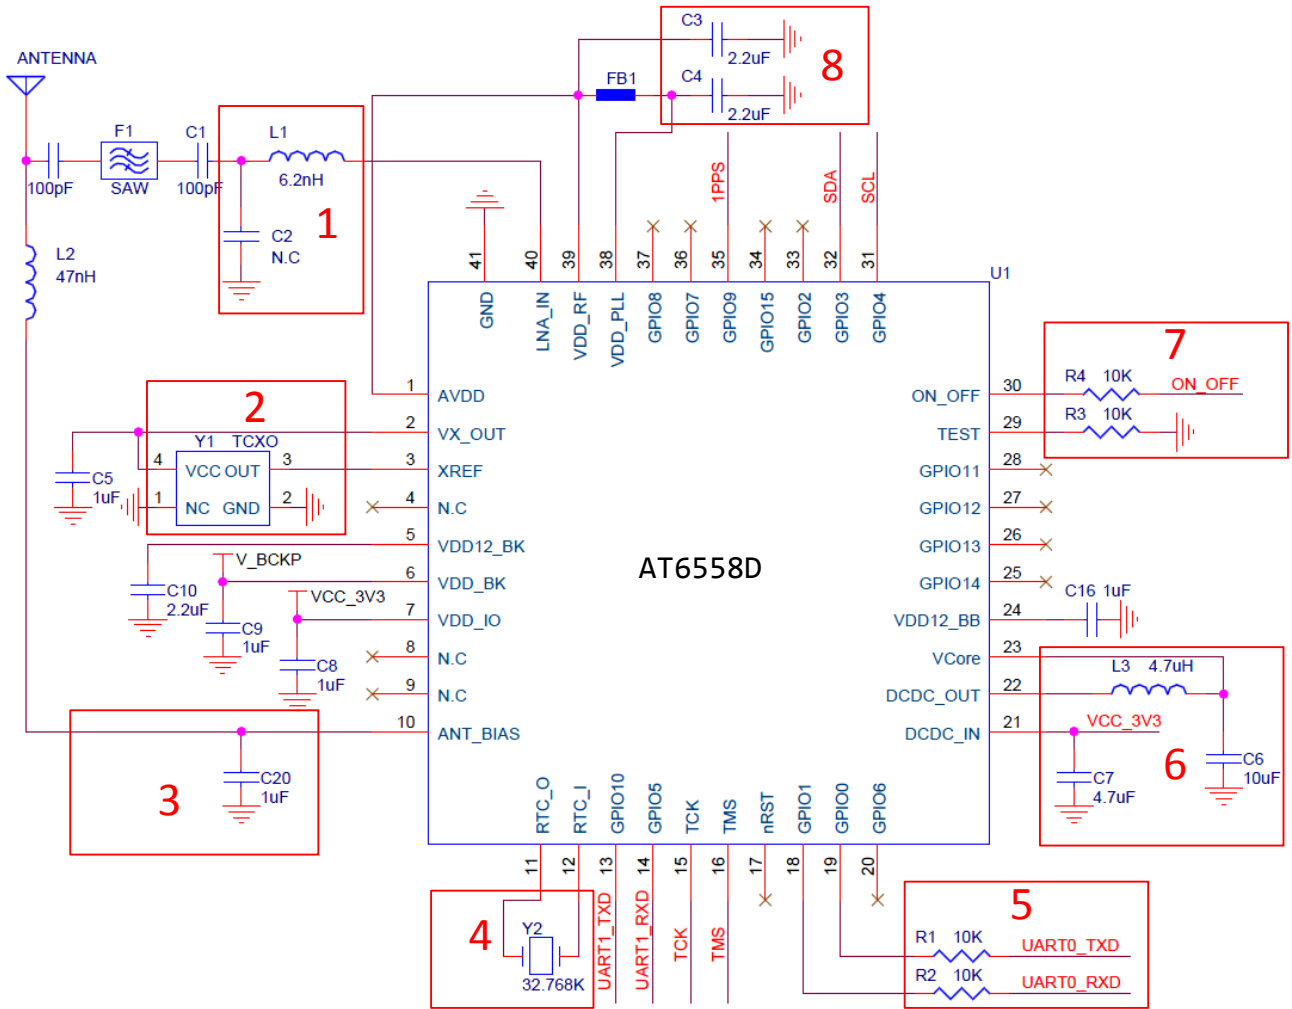 C3
2.2uF
8
ANTENNA
FB1
C4
2.2uF
F1
C1
L1
100pF
SAW
100pF
6.2nH
1
C2
N.C
L2
47nH
1PPS
SDA
SCL
41
40
39
38
37
36
35
34
33
32
31
U1
GND
LNA_IN
VDD_RF
VDD_PLL
GPIO8
GPIO7
GPIO9
GPIO15
GPIO2
GPIO3
GPIO4
7
R4 10K ON_OFF
R3 10K
2
Y1 TCXO
4 VCC OUT 3
1 NC GND 2
C5
1uF
1 AVDD
2 VX_OUT
3 XREF
4 N.C
5 VDD12_BK
6 VDD_BK
7 VDD_IO
8 N.C
9 N.C
10 ANT_BIAS
V_BCKP
C10
2.2uF
VCC_3V3
C9
1uF
C8
1uF
AT6558D
ON_OFF 30
TEST 29
GPIO11 28
GPIO12 27
GPIO13 26
GPIO14 25
VDD12_BB 24
VCore 23
DCDC_OUT 22
DCDC_IN 21
C16 1uF
L3 4.7uH
VCC_3V3
6
C7
4.7uF
C6
10uF
3
C20
1uF
RTC_O
RTC_I
GPIO10
GPIO5
TCK
TMS
nRST
GPIO1
GPIO0
GPIO6
11
12
13
14
15
16
17
18
19
20
4
Y2
32.768K
UART1_TXD
UART1_RXD
TCK
TMS
5
R1 10K UART0_TXD
R2 10K UART0_RXD